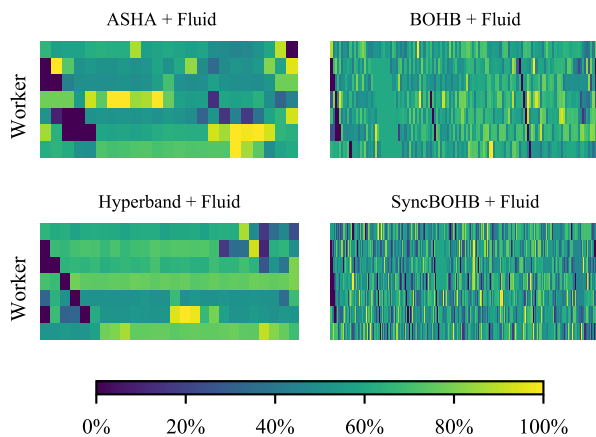 ASHA + Fluid
BOHB + Fluid
Worker
Hyperband + Fluid
SyncBOHB + Fluid
Worker
0% 20% 40% 60% 80% 100%